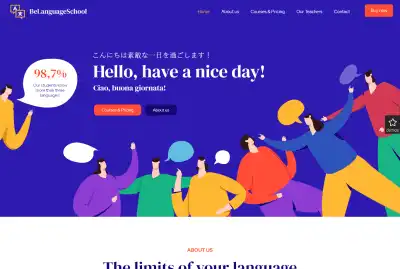 BeLanguageSchool
Home
About us
Courses & Pricing
Our Teachers
Contact
Buy now
こんにちは素敵な一日を過ごします！
98,7%
Our students know
more than three
languages!
Hello, have a nice day!
Ciao, buona giornata!
Courses & Pricing
About us
demos
ABOUT US
The limits of your language